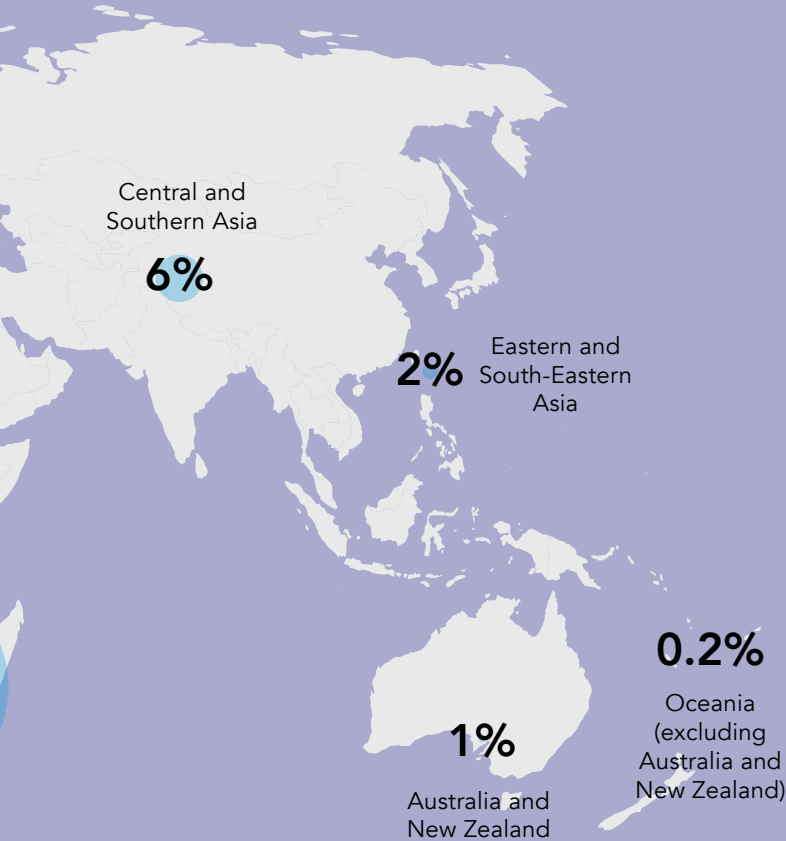 Central and
Southern Asia
6%
2%
Eastern and
South-Eastern
Asia
0.2%
Oceania
(excluding
Australia and
New Zealand)
1%
Australia and
New Zealand